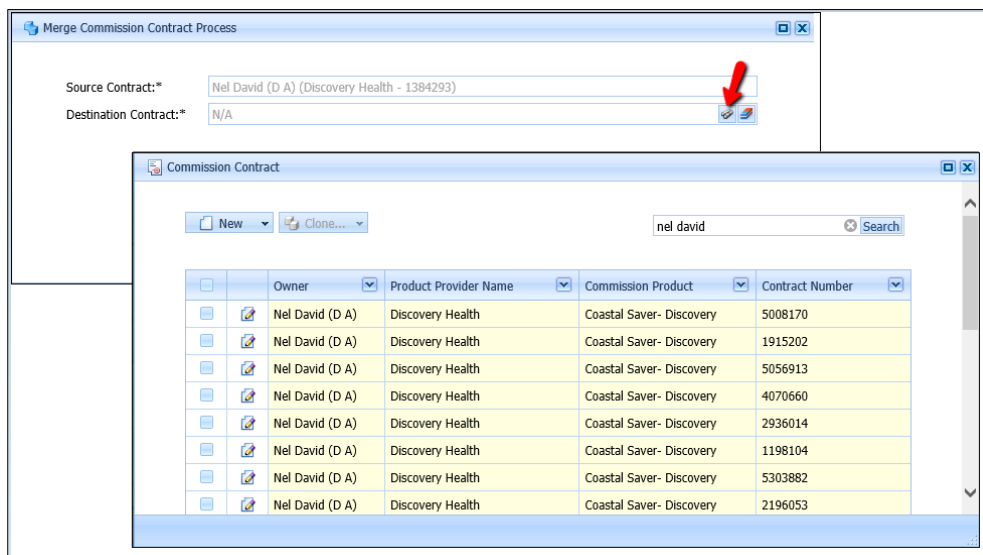 Merge Commission Contract Process
Source Contract:* Nel David (D A) (Discovery Health - 1384293)
Destination Contract:* N/A
Commission Contract
New Clone... nel david Search
Owner Product Provider Name Commission Product Contract Number
Nel David (D A) Discovery Health Coastal Saver- Discovery 5008170
Nel David (D A) Discovery Health Coastal Saver- Discovery 1915202
Nel David (D A) Discovery Health Coastal Saver- Discovery 5056913
Nel David (D A) Discovery Health Coastal Saver- Discovery 4070660
Nel David (D A) Discovery Health Coastal Saver- Discovery 2936014
Nel David (D A) Discovery Health Coastal Saver- Discovery 1198104
Nel David (D A) Discovery Health Coastal Saver- Discovery 5303882
Nel David (D A) Discovery Health Coastal Saver- Discovery 2196053